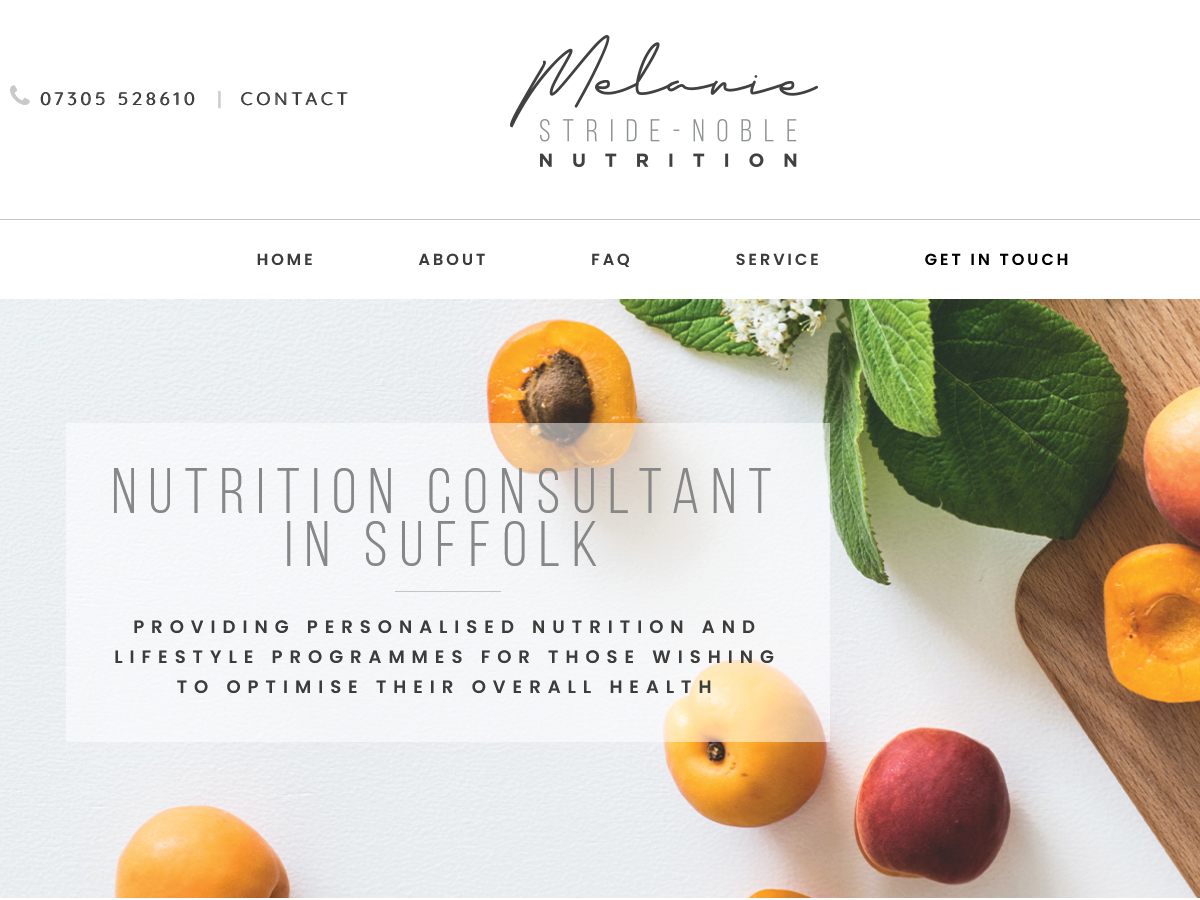 07305 528610 | CONTACT
Melanie
STRIDE-NOBLE
NUTRITION
HOME ABOUT FAQ SERVICE GET IN TOUCH
NUTRITION CONSULTANT
IN SUFFOLK
PROVIDING PERSONALISED NUTRITION AND
LIFESTYLE PROGRAMMES FOR THOSE WISHING
TO OPTIMISE THEIR OVERALL HEALTH